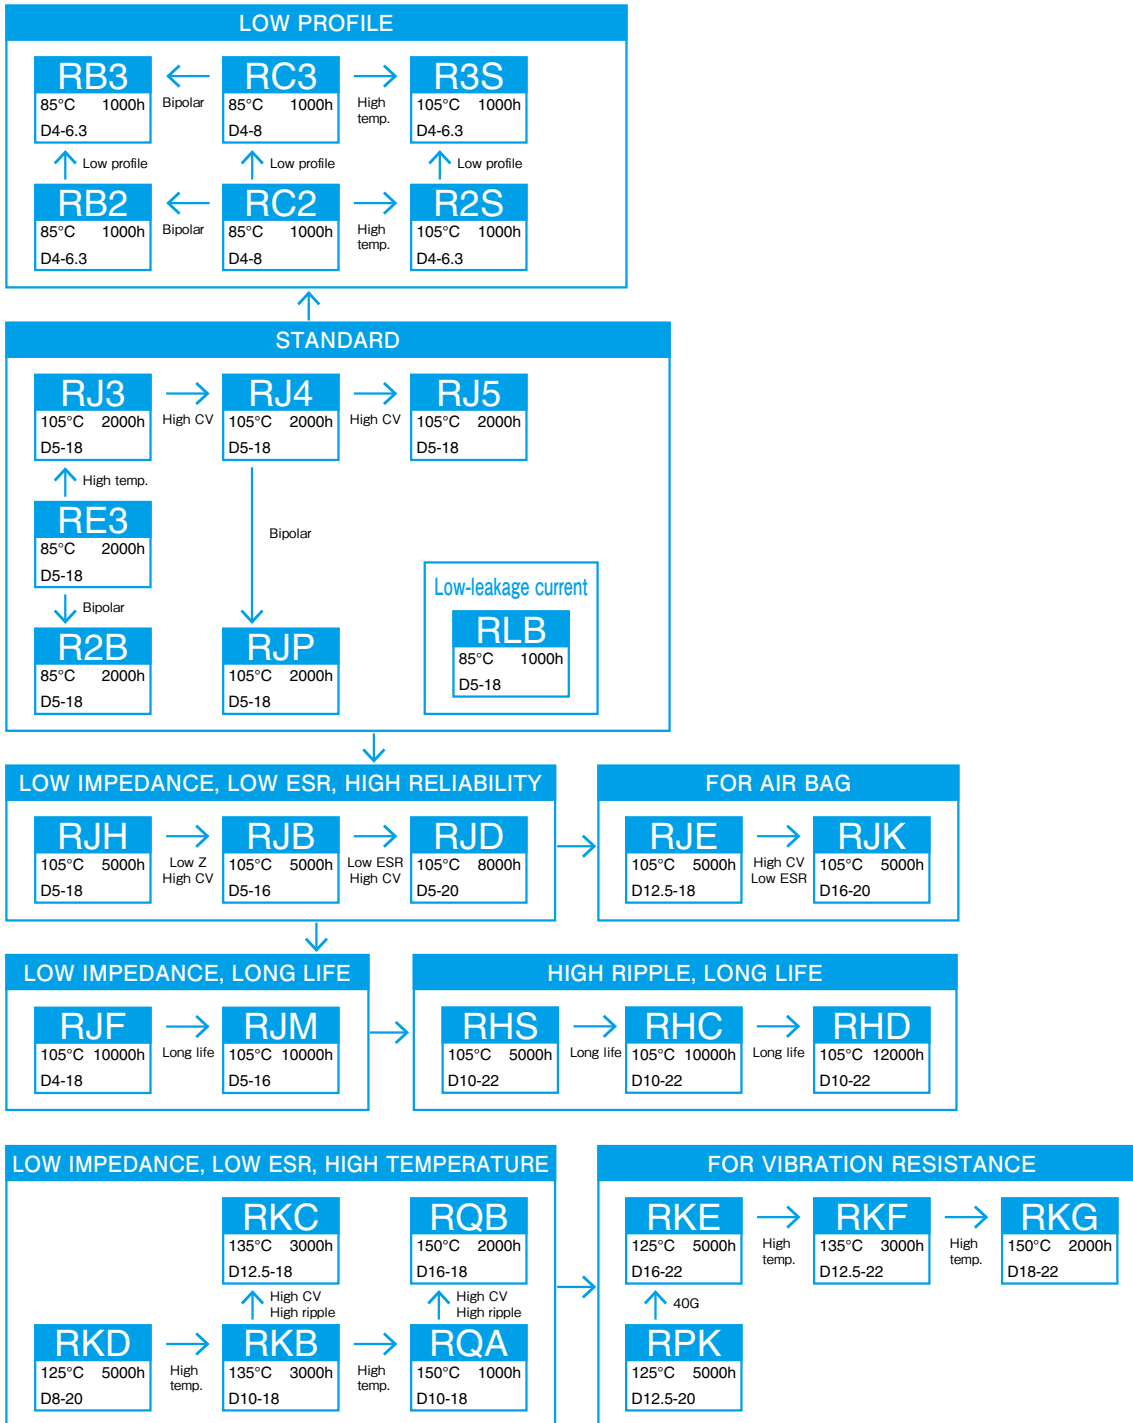 LOW PROFILE
RB3 RC3 R3S
85°C 1000h Bipolar 85°C 1000h High temp. 105°C 1000h
D4-6.3 D4-8 D4-6.3
Low profile Low profile Low profile
RB2 RC2 R2S
85°C 1000h Bipolar 85°C 1000h High temp. 105°C 1000h
D4-6.3 D4-8 D4-6.3
STANDARD
RJ3 RJ4 RJ5
105°C 2000h High CV 105°C 2000h High CV 105°C 2000h
D5-18 D5-18 D5-18
High temp.
RE3
85°C 2000h Bipolar
D5-18
Low-leakage current
Bipolar
RLB
85°C 1000h
D5-18
R2B RJP
85°C 2000h 105°C 2000h
D5-18 D5-18
LOW IMPEDANCE, LOW ESR, HIGH RELIABILITY FOR AIR BAG
RJH RJB RJD RJE RJK
105°C 5000h Low Z 105°C 5000h Low ESR 105°C 8000h 105°C 5000h High CV 105°C 5000h
High CV High CV Low ESR
D5-18 D5-16 D5-20 D12.5-18 D16-20
LOW IMPEDANCE, LONG LIFE HIGH RIPPLE, LONG LIFE
RJF RJM RHS RHC RHD
105°C 10000h Long life 105°C 10000h 105°C 5000h Long life 105°C 10000h Long life 105°C 12000h
D4-18 D5-16 D10-22 D10-22 D10-22
LOW IMPEDANCE, LOW ESR, HIGH TEMPERATURE FOR VIBRATION RESISTANCE
RKC RQB RKE RKF RKG
135°C 3000h 150°C 2000h 125°C 5000h High temp. 135°C 3000h High temp. 150°C 2000h
D12.5-18 D16-18 D16-22 D12.5-22 D18-22
High CV High CV 40G
High ripple High ripple
RKD RKB RQA RPK
125°C 5000h High temp. 135°C 3000h High temp. 150°C 1000h 125°C 5000h
D8-20 D10-18 D10-18 D12.5-20